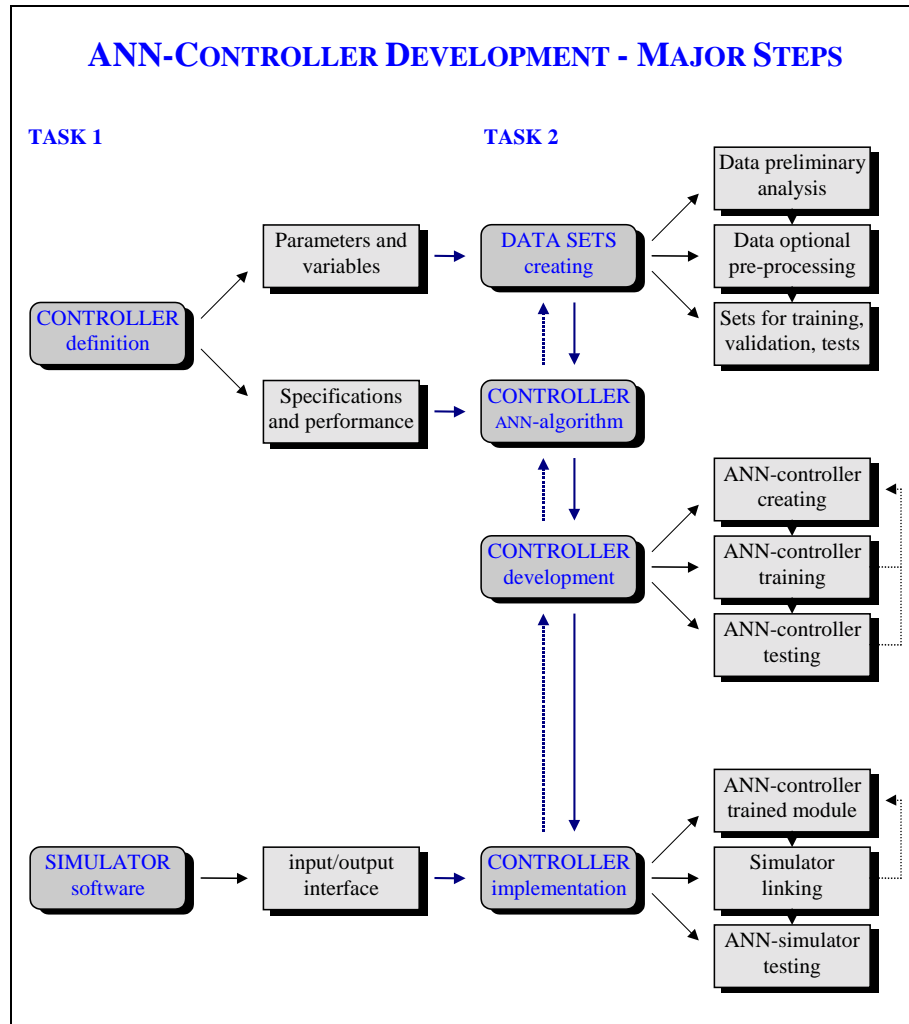 ANN-CONTROLLER DEVELOPMENT - MAJOR STEPS
TASK 1
TASK 2
Data preliminary
analysis
Parameters and
variables
DATA SETS
creating
Data optional
pre-processing
CONTROLLER
definition
Sets for training,
validation, tests
Specifications
and performance
CONTROLLER
ANN-algorithm
ANN-controller
creating
CONTROLLER
development
ANN-controller
training
ANN-controller
testing
ANN-controller
trained module
SIMULATOR
software
input/output
interface
CONTROLLER
implementation
Simulator
linking
ANN-simulator
testing